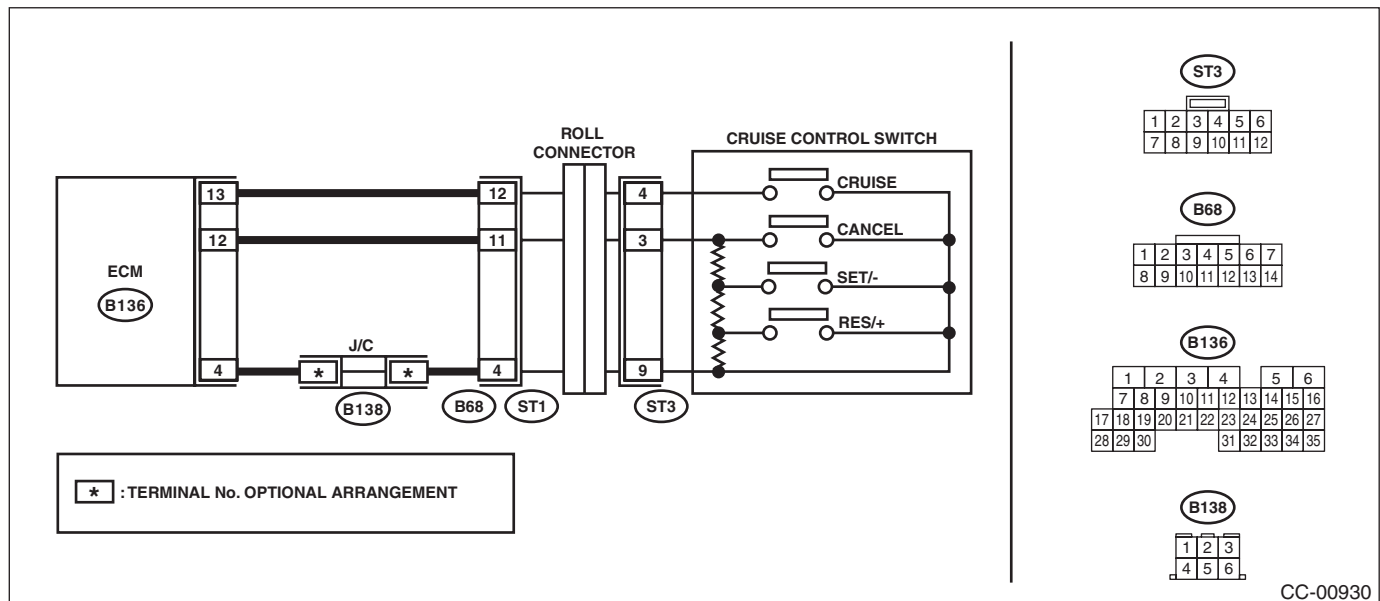 ROLL
CONNECTOR
CRUISE CONTROL SWITCH
13
12
4
CRUISE
12
11
3
CANCEL
ECM
B136
SET/-
RES/+
J/C
4
*
*
4
9
B138
B68
ST1
ST3
* : TERMINAL No. OPTIONAL ARRANGEMENT
ST3
1 2 3 4 5 6
7 8 9 10 11 12
B68
1 2 3 4 5 6 7
8 9 10 11 12 13 14
B136
1 2 3 4 5 6
7 8 9 10 11 12 13 14 15 16
17 18 19 20 21 22 23 24 25 26 27
28 29 30 31 32 33 34 35
B138
1 2 3
4 5 6
CC-00930